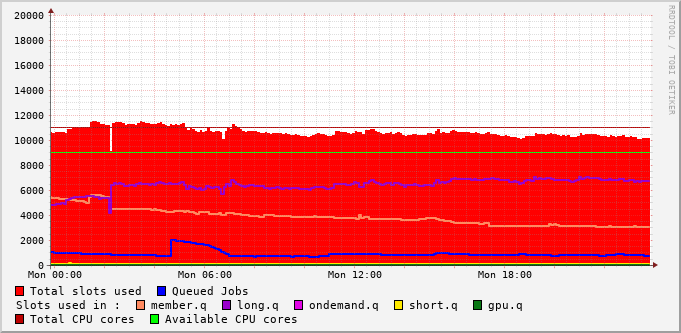 20000
18000
16000
14000
12000
10000
8000
6000
4000
2000
0
Mon 00:00 Mon 06:00 Mon 12:00 Mon 18:00
RRDTOOL / TOBI OETIKER
Total slots used Queued Jobs
Slots used in : member.q long.q ondemand.q short.q gpu.q
Total CPU cores Available CPU cores